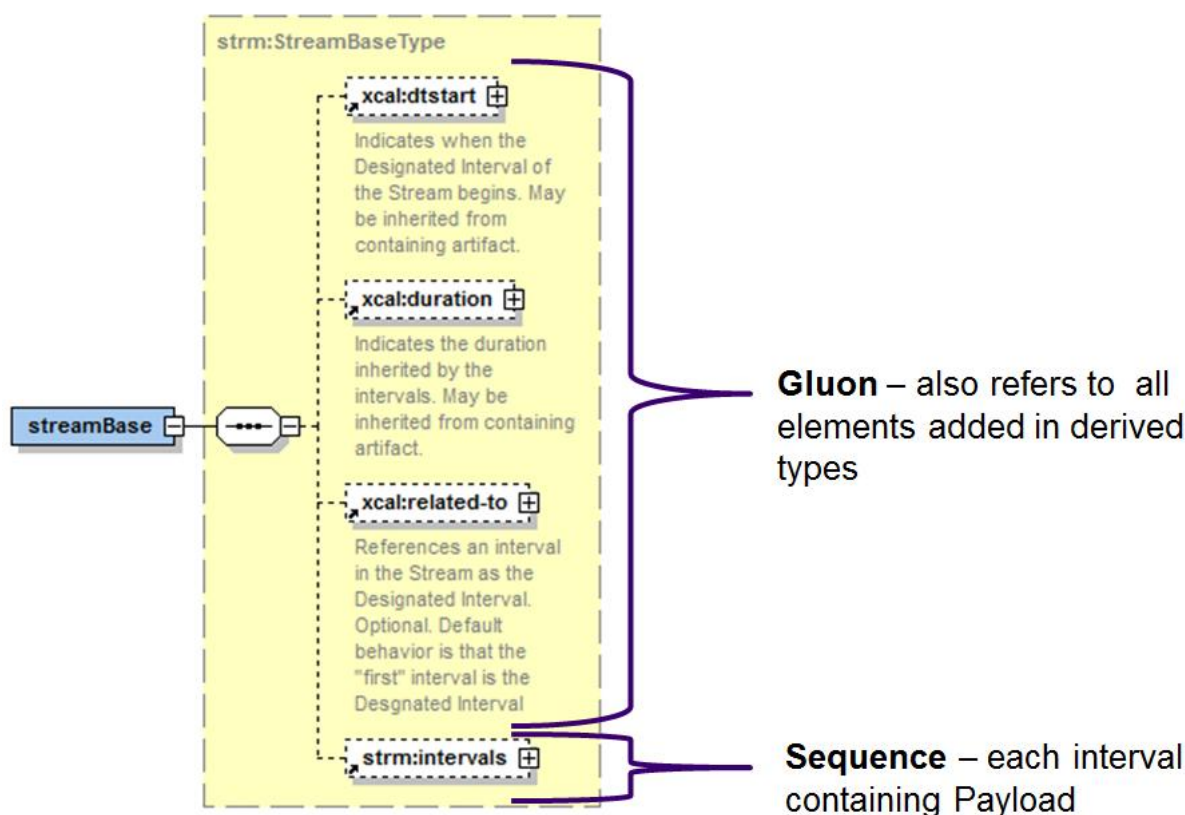 strm:StreamBaseType
xcal:dtstart
Indicates when the
Designated Interval of
the Stream begins. May
be inherited from
containing artifact.
xcal:duration
Indicates the duration
inherited by the
intervals. May be
inherited from containing
artifact.
streamBase
xcal:related-to
References an interval
in the Stream as the
Designated Interval.
Optional. Default
behavior is that the
"first" interval is the
Desgnated Interval
strm:intervals
Gluon – also refers to all
elements added in derived
types
Sequence – each interval
containing Payload